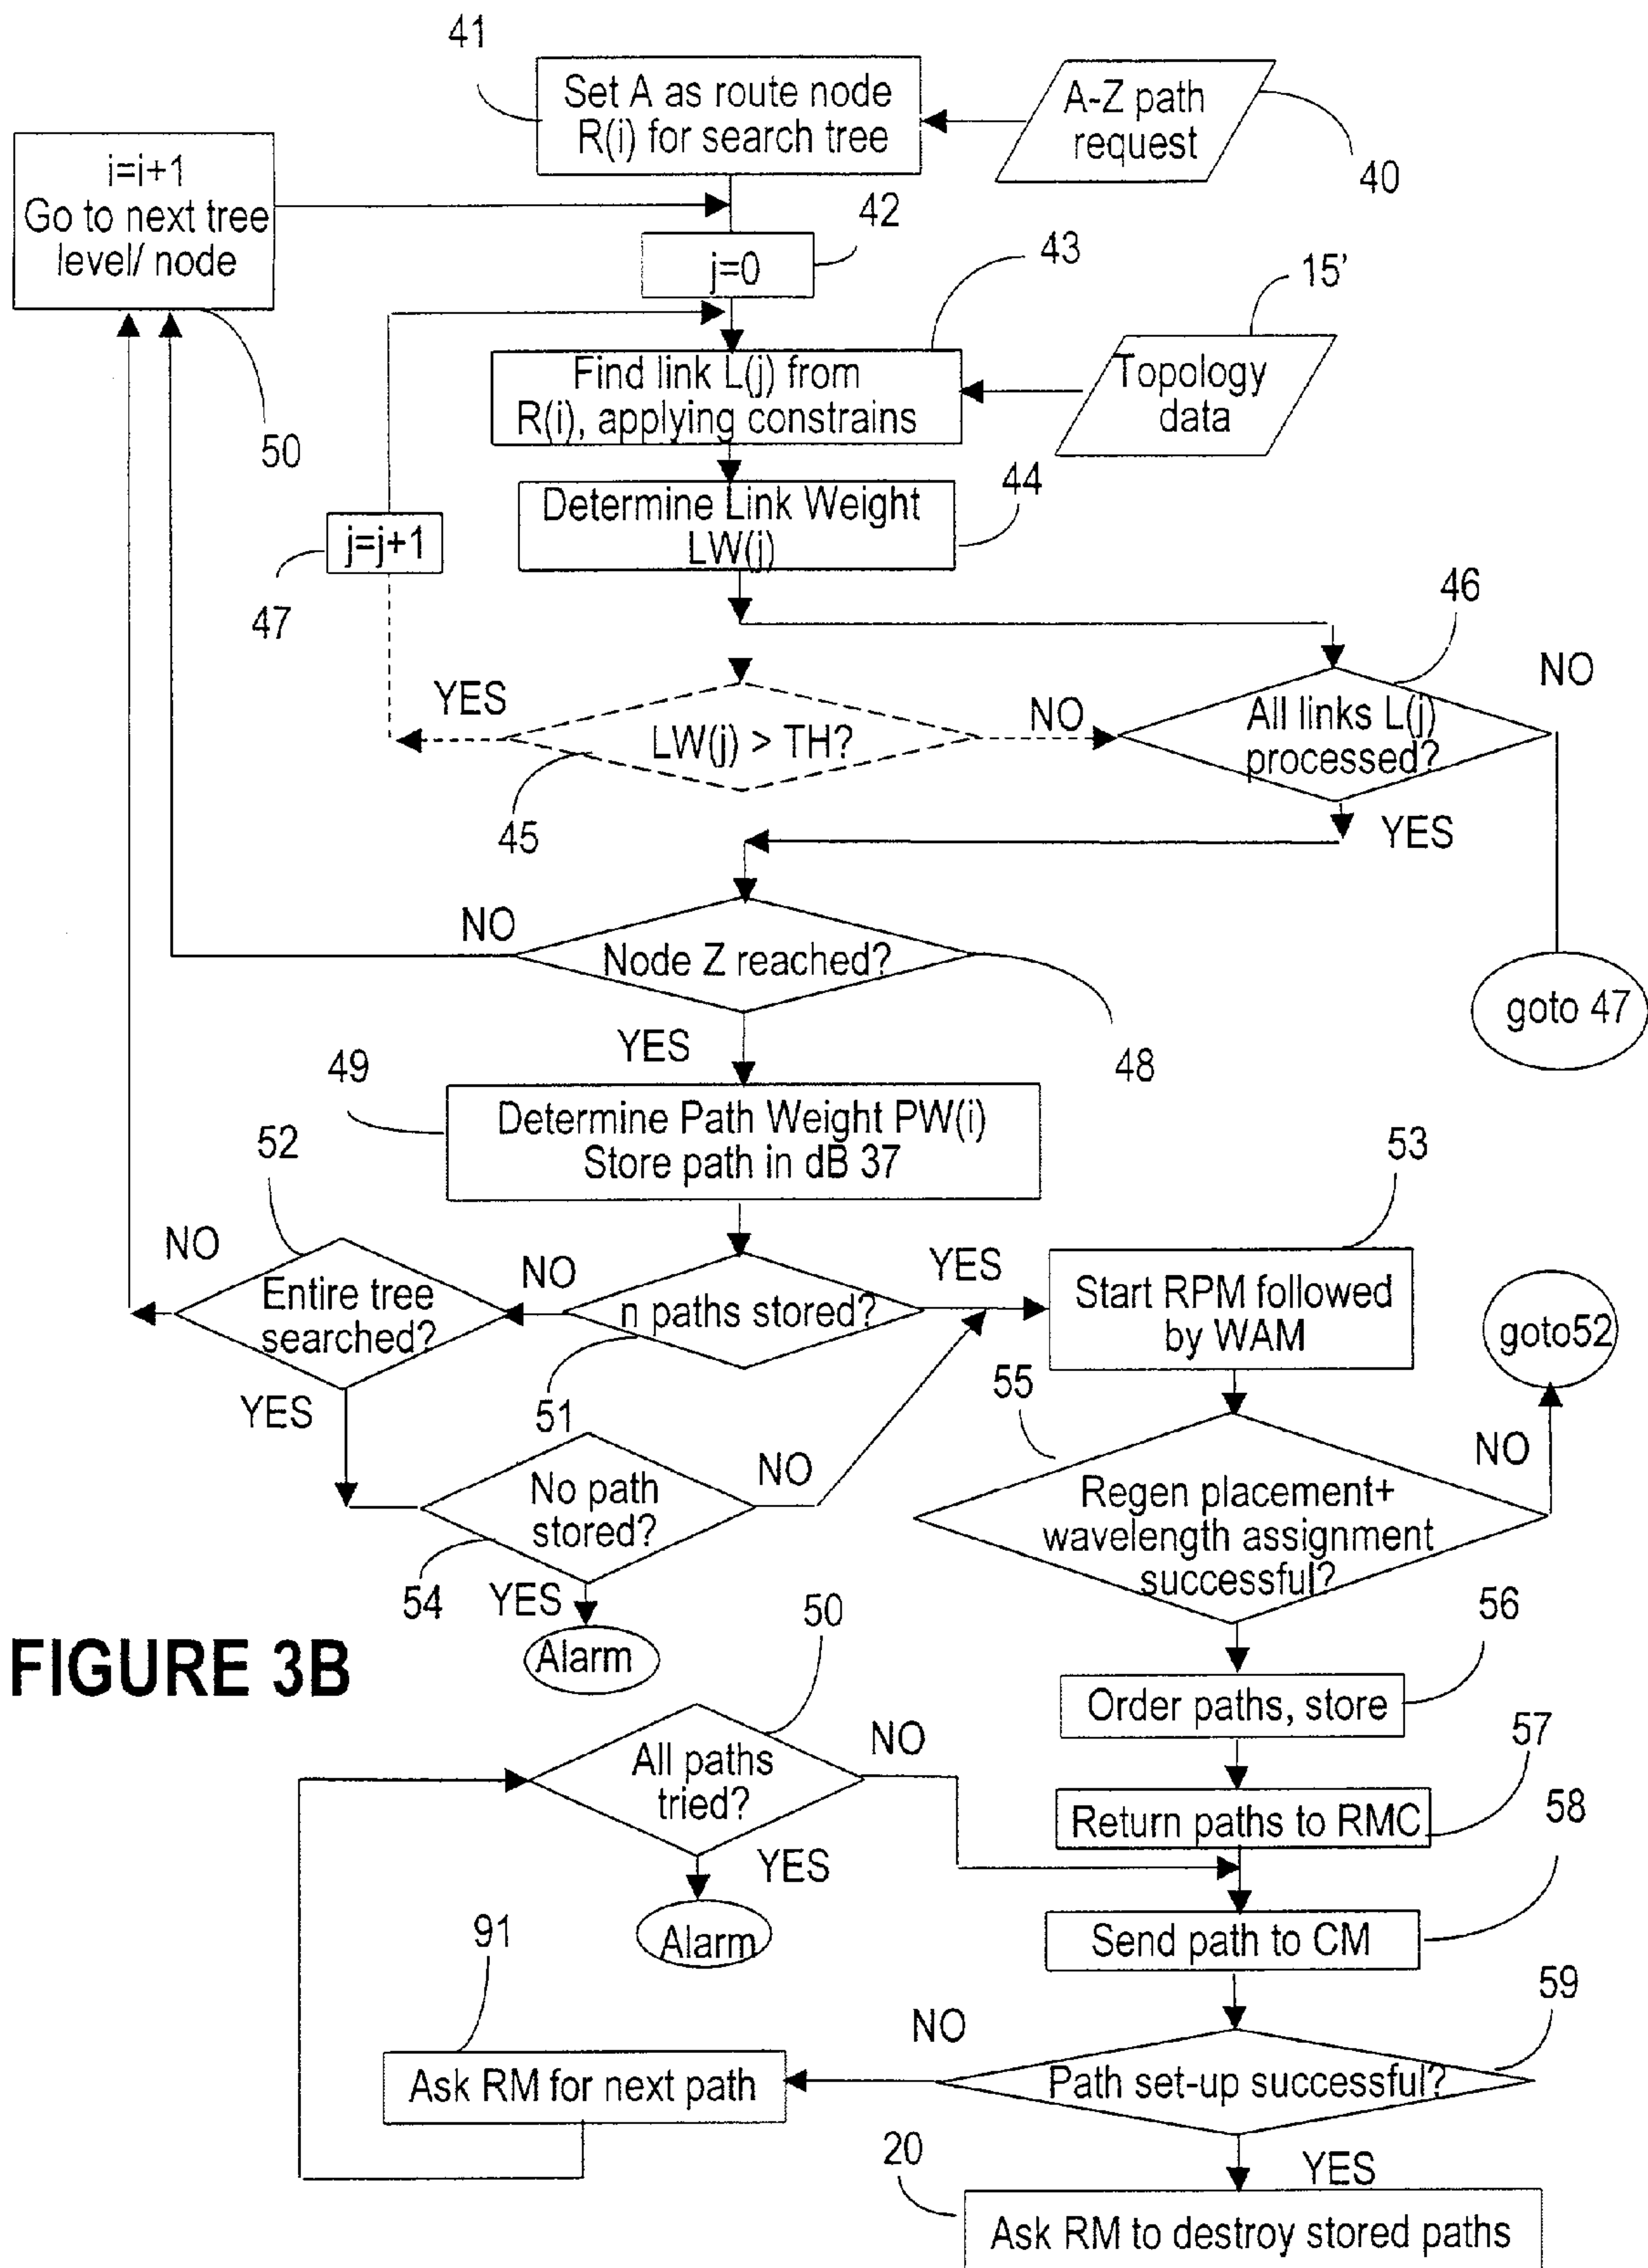 41
Set A as route node
R(i) for search tree
A-Z path
request
40
i=i+1
Go to next tree
level/ node
50
42
j=0
43
15'
Find link L(j) from
R(i), applying constrains
Topology
data
44
Determine Link Weight
LW(j)
j=j+1
47
46
NO
YES
LW(j) > TH?
NO
All links L(j)
processed?
45
YES
NO
Node Z reached?
48
goto 47
YES
49
Determine Path Weight PW(i)
Store path in dB 37
52
53
NO
Entire tree
searched?
NO
n paths stored?
YES
51
Start RPM followed
by WAM
goto52
YES
55
NO
No path
stored?
NO
54
YES
Alarm
Regen placement+
wavelength assignment
successful?
FIGURE 3B
50
56
Order paths, store
All paths
tried?
NO
57
Return paths to RMC
YES
Alarm
58
Send path to CM
91
59
NO
Ask RM for next path
Path set-up successful?
20
YES
Ask RM to destroy stored paths